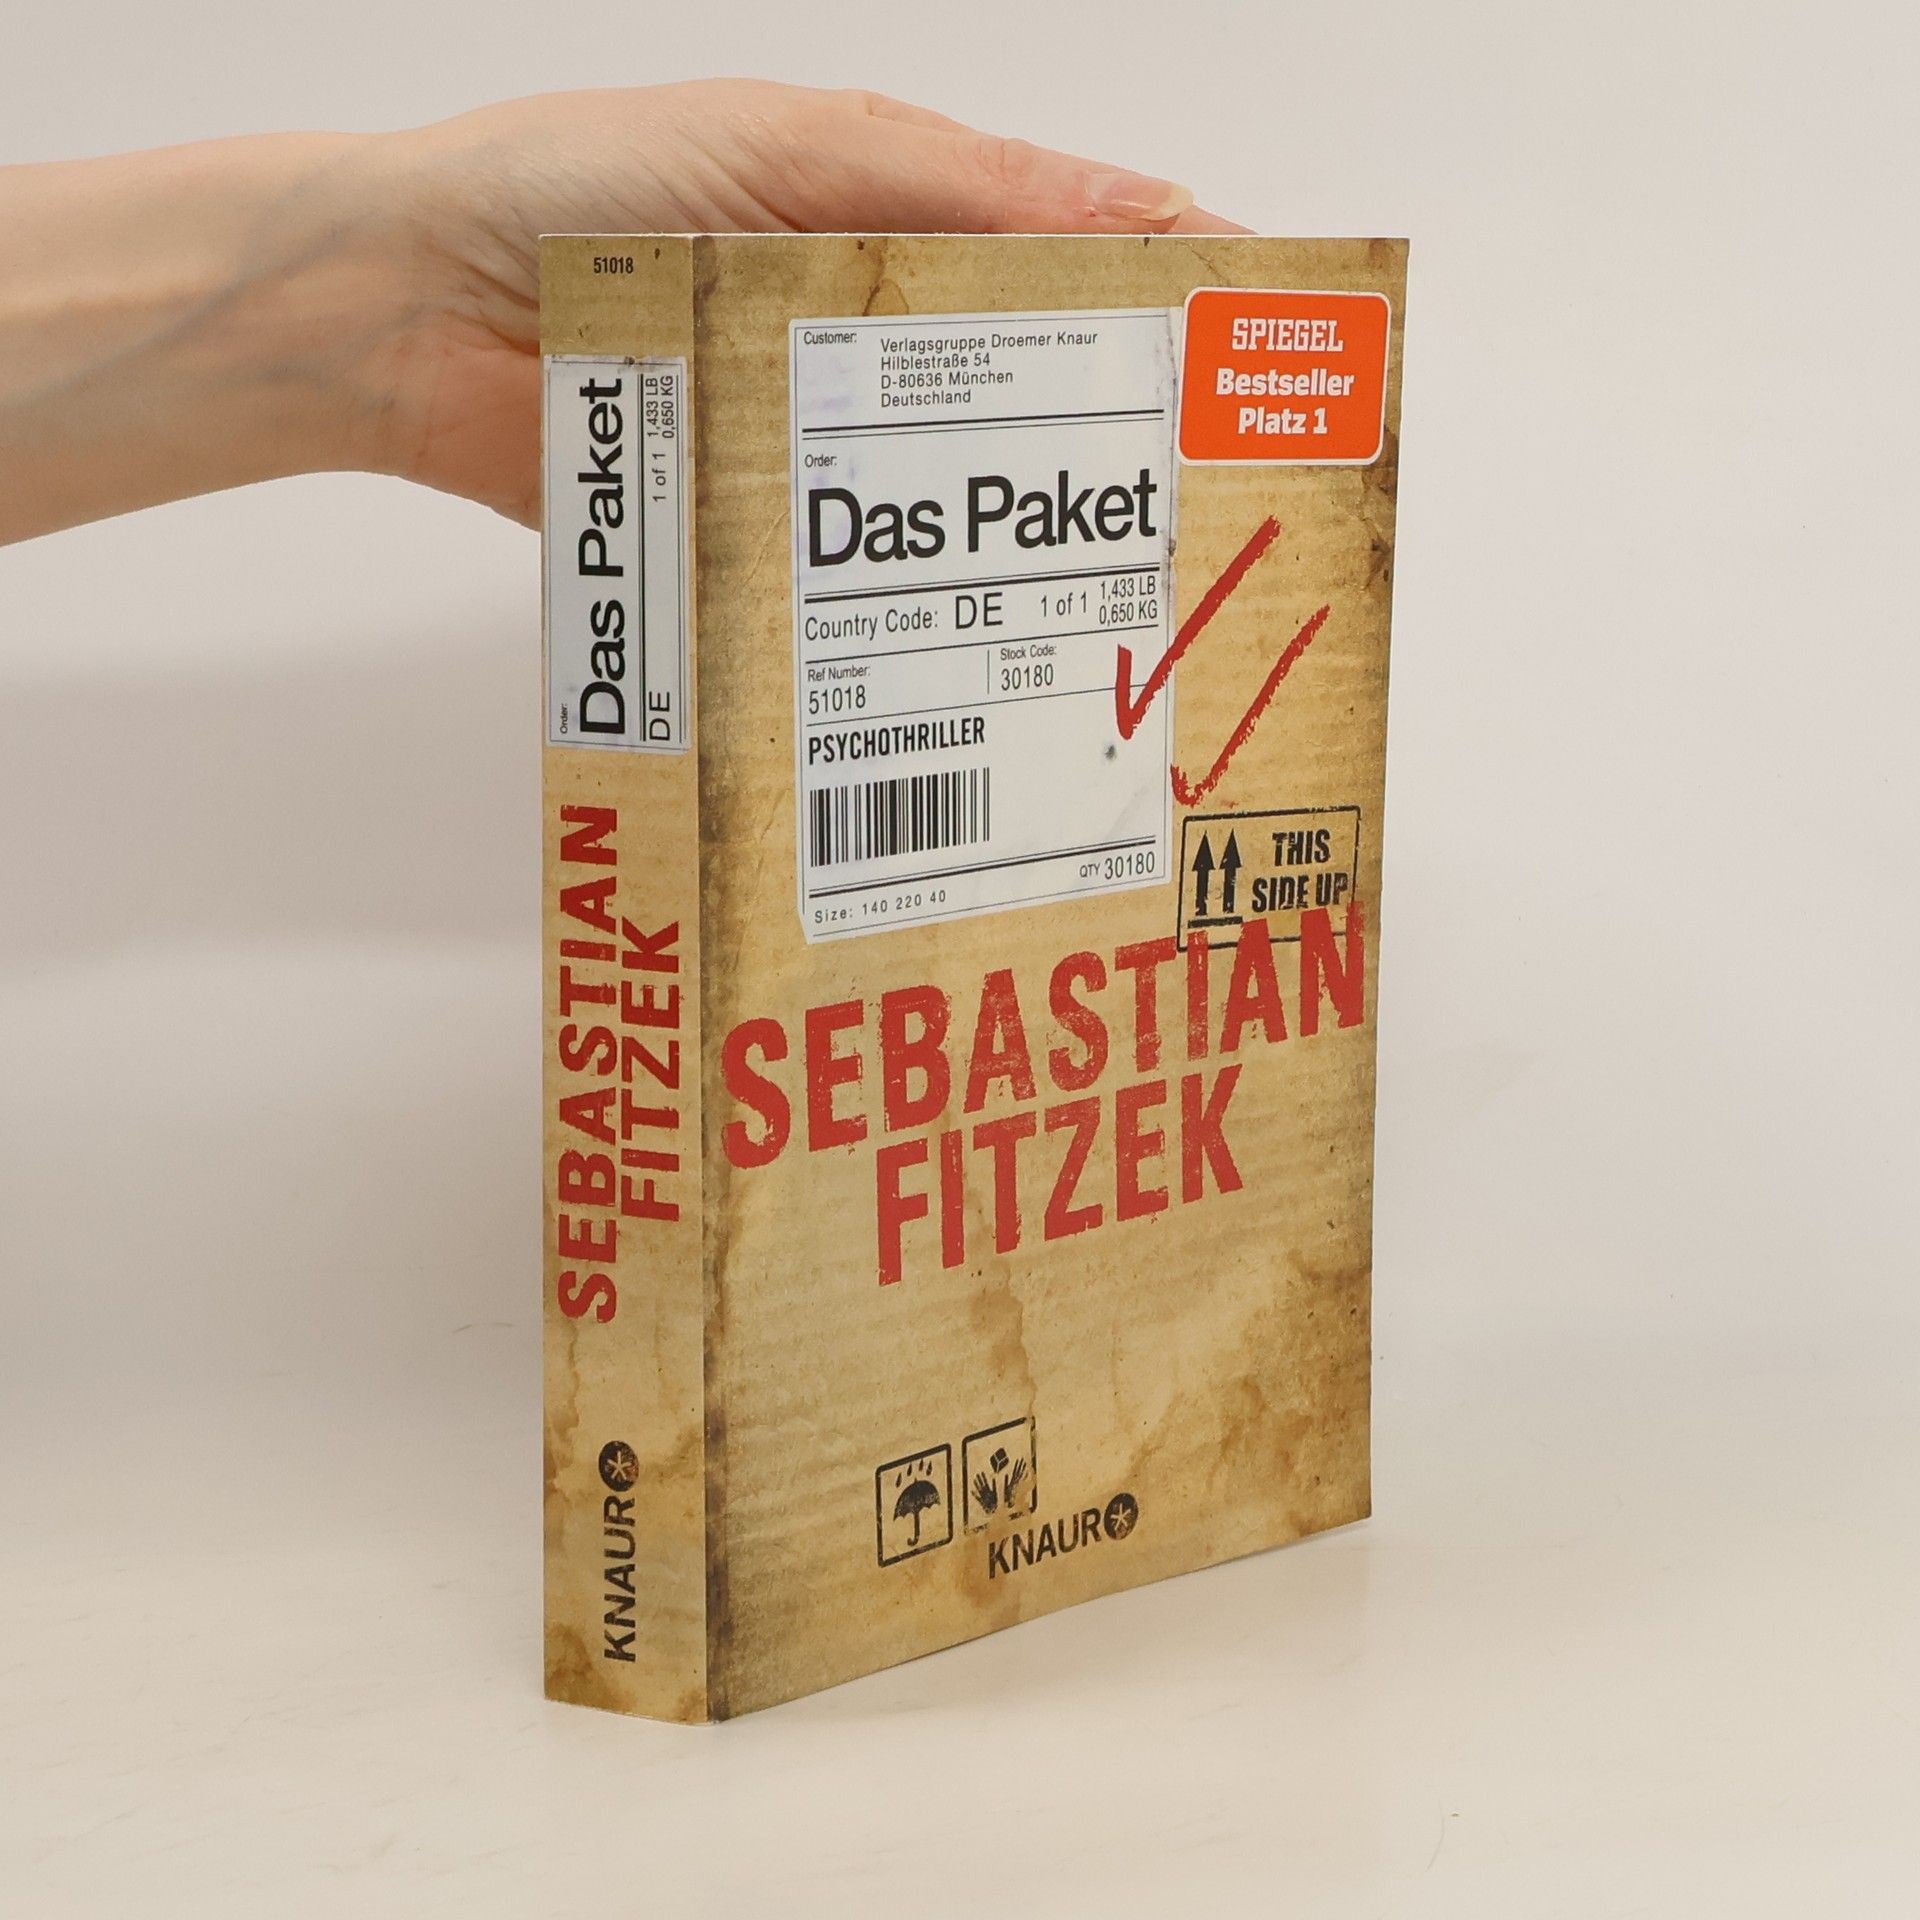 51018
Order:
Das Paket
DE
1 of 1
1,433 LB
0,650 KG
SEBASTIAN
FITZEK
KNAUR
Customer:
Verlagsgruppe Droemer Knaur
Hilblestraße 54
D-80636 München
Deutschland
SPIEGEL
Bestseller
Platz 1
Order:
Das Paket
Country Code: DE 1 of 1 1,433 LB
0,650 KG
Ref Number:
51018
Stock Code:
30180
PSYCHOTHRILLER
QTY 30180
Size: 140 220 40
THIS
SIDE UP
SEBASTIAN
FITZEK
KNAUR